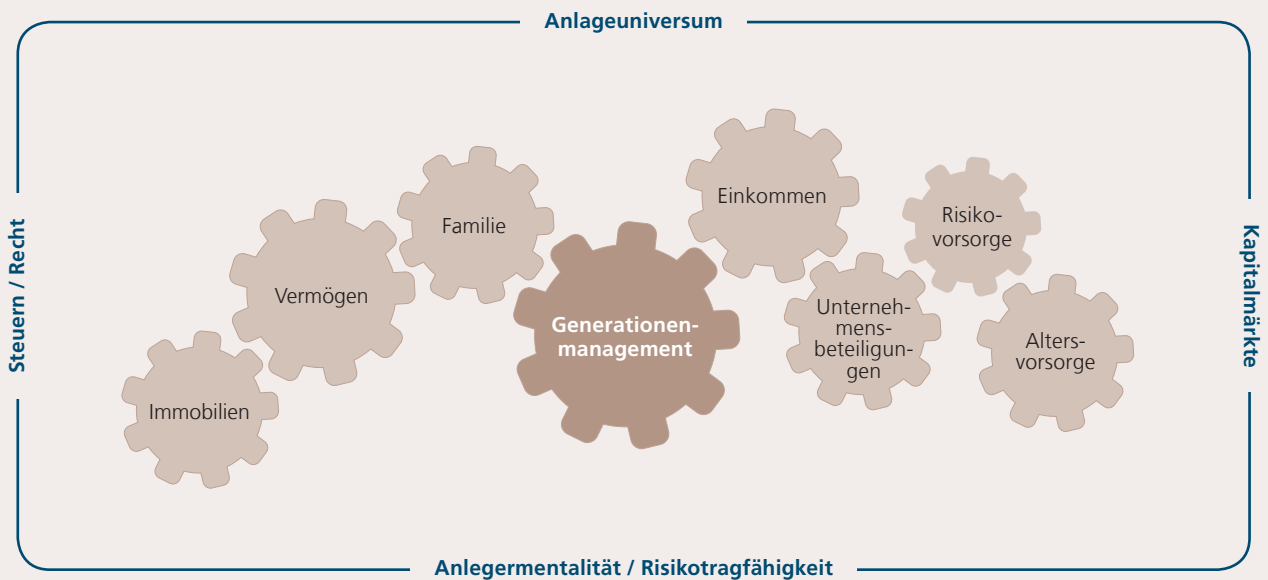 Anlageuniversum
Steuern / Recht
Immobilien
Vermögen
Familie
Generationen-
management
Einkommen
Unterneh-
mens-
beteiligun-
gen
Risiko-
vorsorge
Alters-
vorsorge
Kapitalmärkte
Anlegermentalität / Risikotragfähigkeit